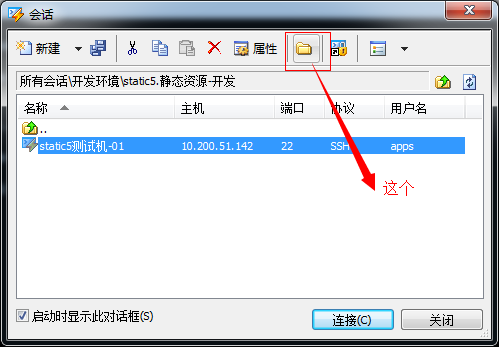 会话
新建 属性
所有会话\开发环境\static5.静态资源-开发
名称 主机 端口 协议 用户名
..
static5测试机-01 10.200.51.142 22 SSH apps
这个
启动时显示此对话框(S)
连接(C) 关闭